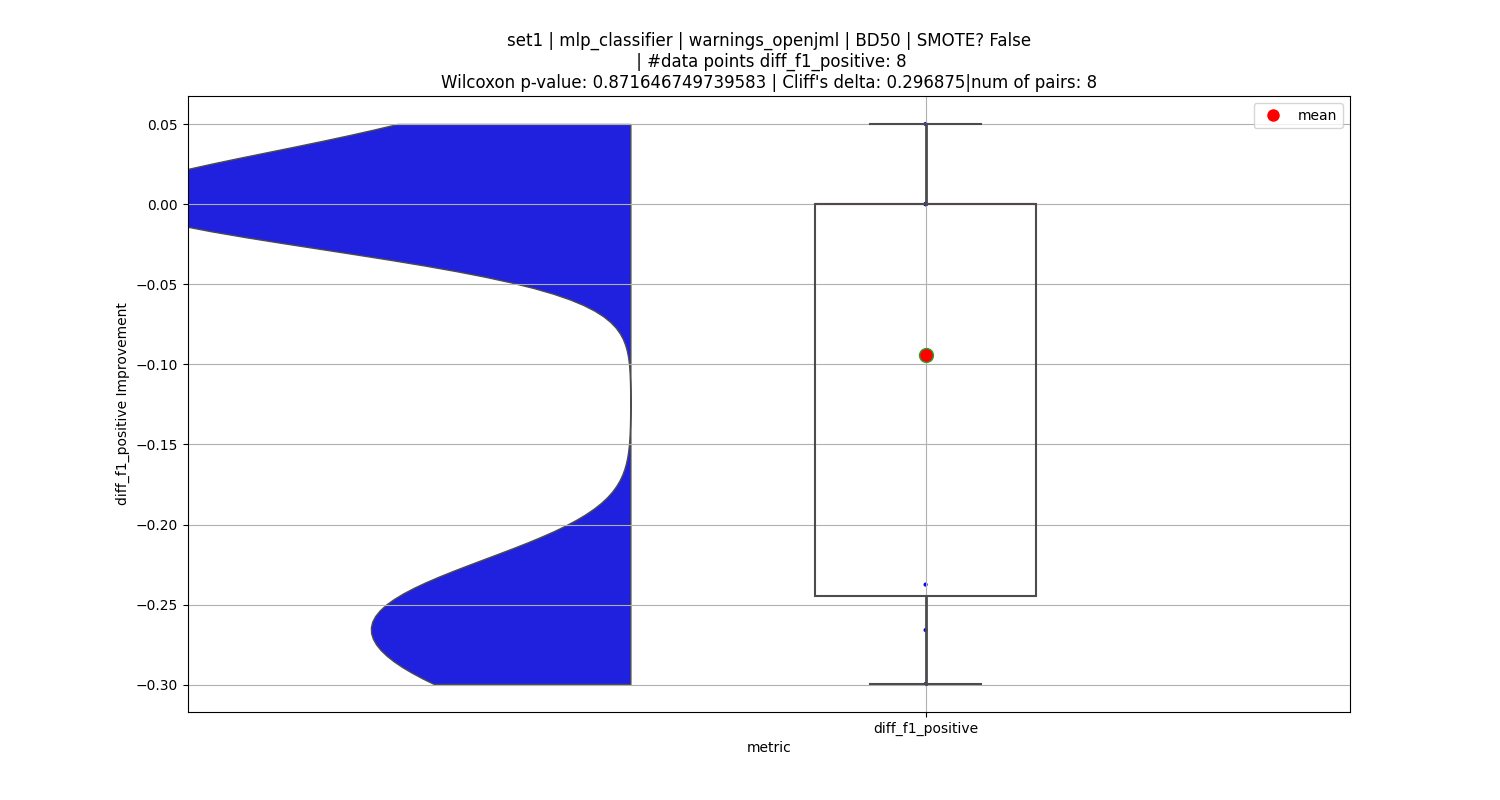 set1 | mlp_classifier | warnings_openjml | BD50 | SMOTE? False
| #data points diff_f1_positive: 8
Wilcoxon p-value: 0.871646749739583 | Cliff's delta: 0.296875|num of pairs: 8
mean
0.05
0.00
−0.05
−0.10
−0.15
−0.20
−0.25
−0.30
diff_f1_positive Improvement
diff_f1_positive
metric